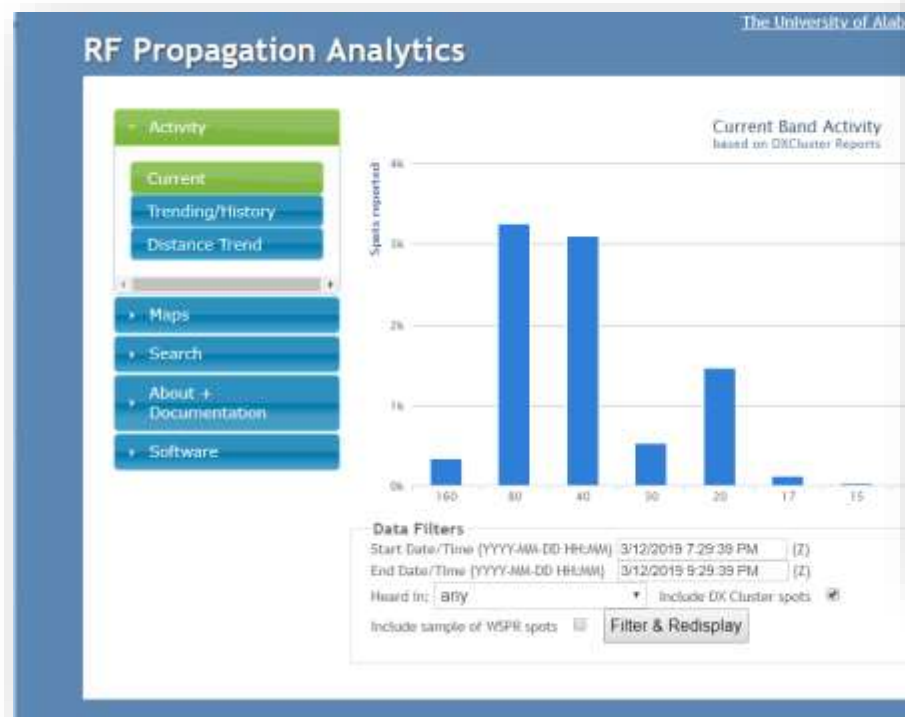 The University of Alab
RF Propagation Analytics
Activity
Current
Trending/History
Distance Trend
Maps
Search
About +
Documentation
Software
Current Band Activity
based on DXCluster Reports
Spots reported
4k
3k
2k
1k
0k
160 80 40 30 20 17 15
Data Filters
Start Date/Time (YYYY-MM-DD HH:MM) 3/12/2019 7:29:39 PM (Z)
End Date/Time (YYYY-MM-DD HH:MM) 3/12/2019 9:29:39 PM (Z)
Heard in: any Include DX Cluster spots
Include sample of WSPR spots Filter & Redisplay